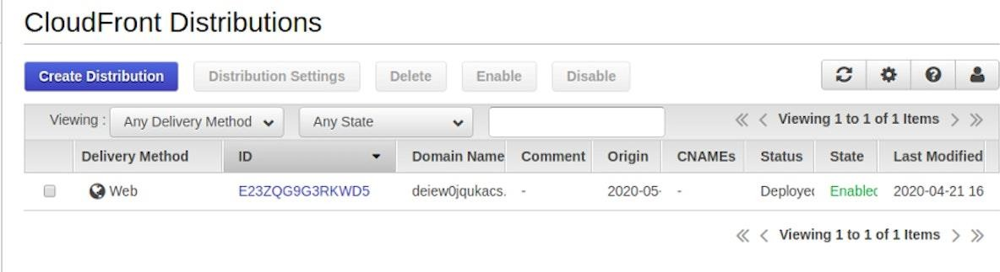 CloudFront Distributions
Create Distribution Distribution Settings Delete Enable Disable
Viewing : Any Delivery Method Any State Viewing 1 to 1 of 1 Items
Delivery Method ID Domain Name Comment Origin CNAMEs Status State Last Modified
Web E23ZQG9G3RKWD5 deiew0jqukacs. - 2020-05- - Deployec Enablec 2020-04-21 16
Viewing 1 to 1 of 1 Items